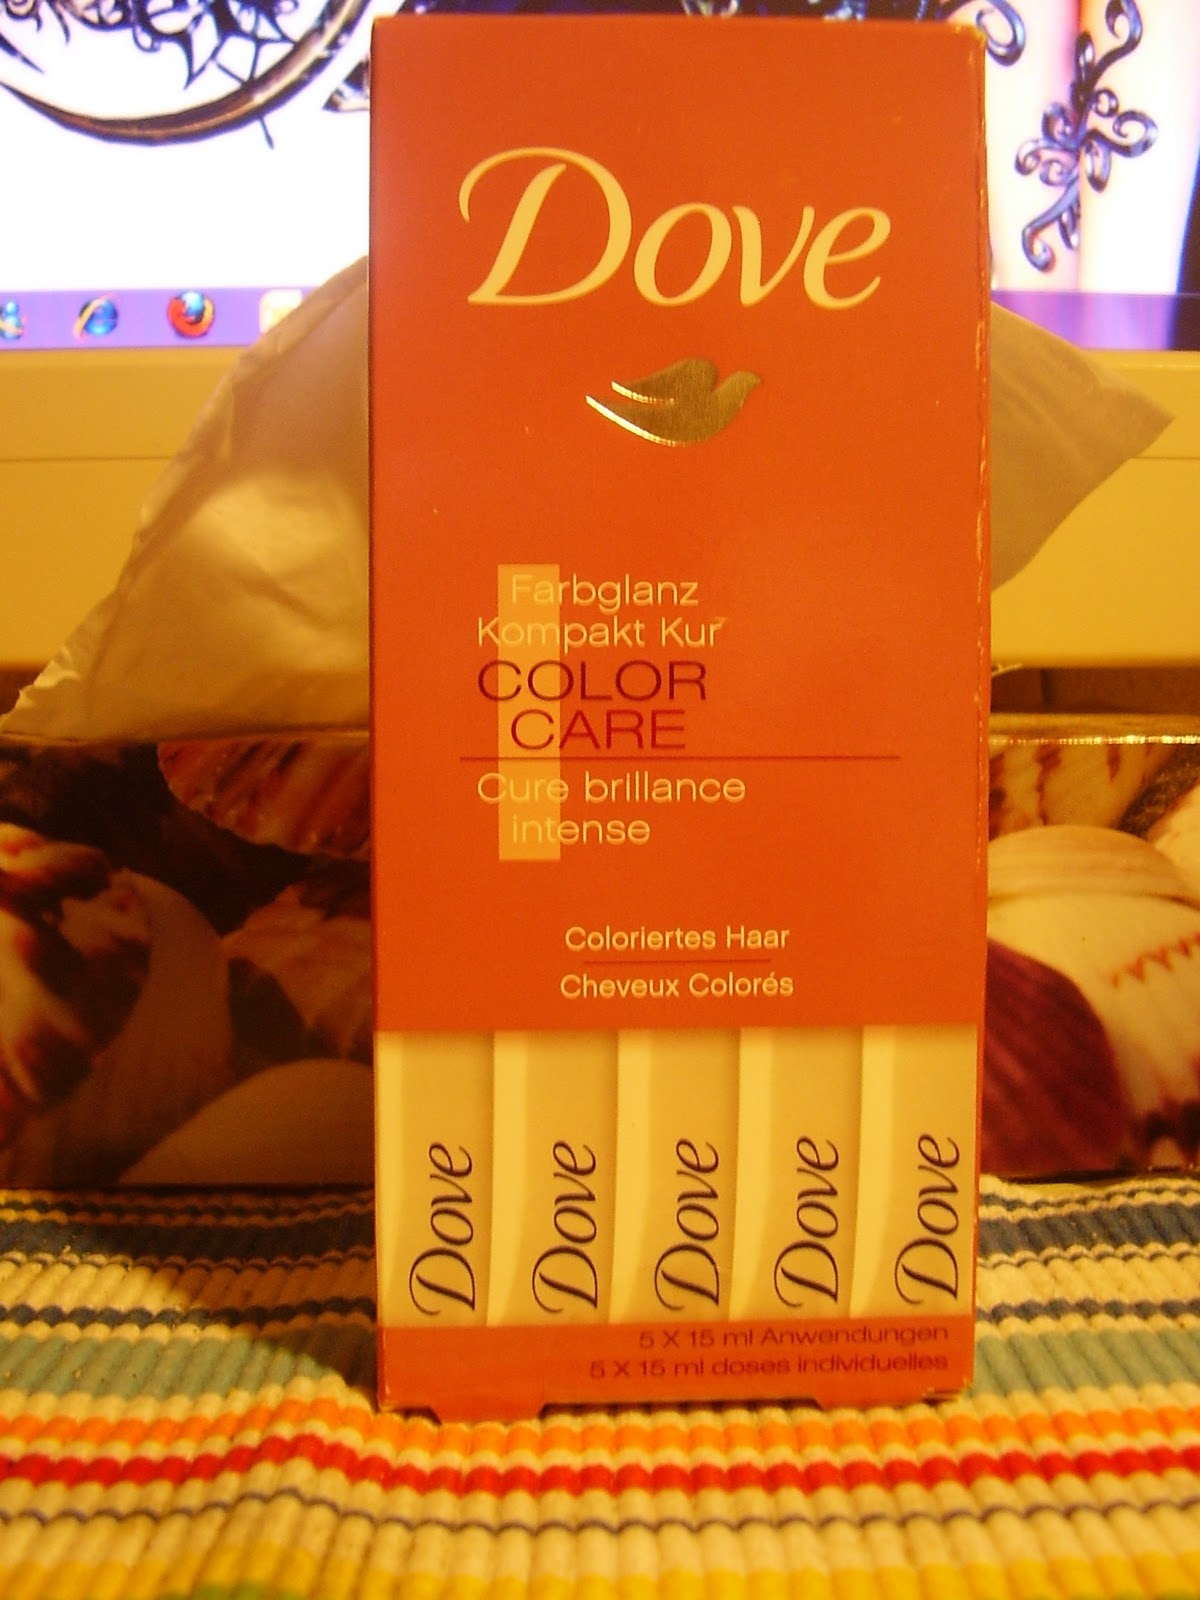 Dove
Farbglanz
Kompakt Kur
COLOR
CARE
Cure brillance
intense
Coloriertes Haar
Cheveux Colorés
Dove
Dove
Dove
Dove
Dove
5 X 15 ml Anwendungen
5 X 15 ml doses individuelles